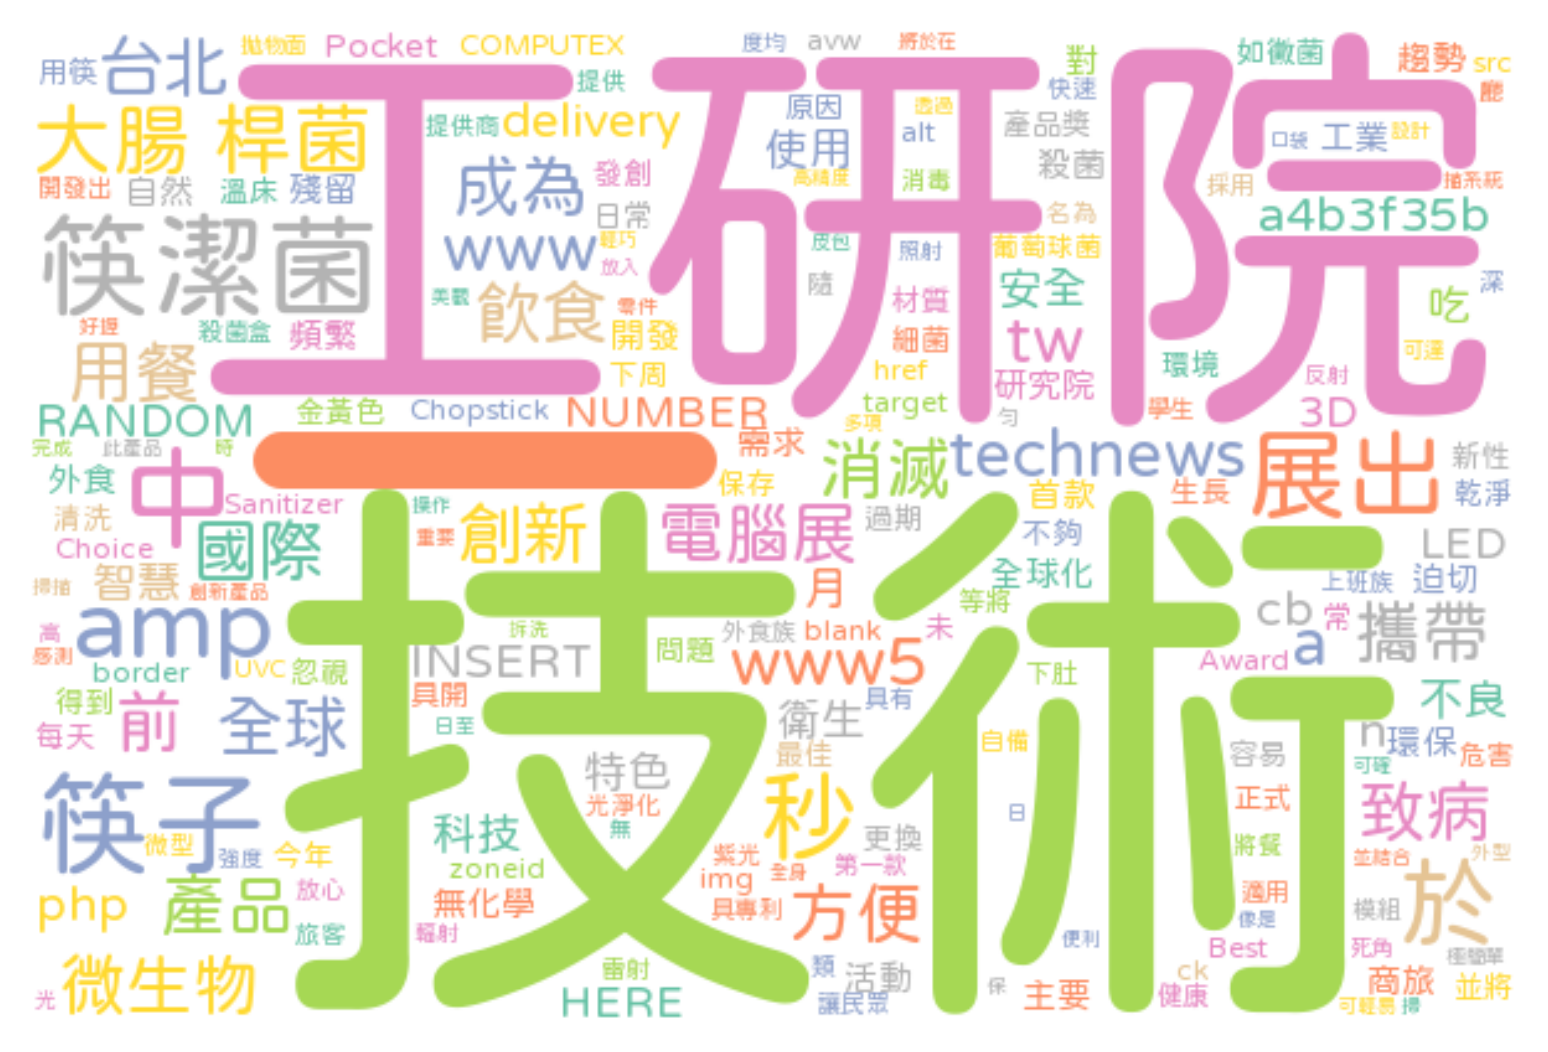 拋物面 Pocket COMPUTEX 度均 avw 將於在 如黴菌 趨勢 src
用筷 台北 工研院 提供 對 快速 廳
大腸 桿菌 提供商 delivery 原因 透過 產品獎 口袋 工業 設計
使用 alt 殺菌
開發出 自然 溫床 殘留 成為 發創 高精度 消毒 採用
日常 名為 a4b3f35b
筷潔菌 www 輕巧 皮包 照射 葡萄球菌
放入 隨 安全 深
美觀 飲食 零件 材質 吃
好握 殺菌盒 頻繁 開發 細菌 tw 環境 可達
用餐 下周 href 研究院 反射
RANDOM 金黃色 Chopstick NUMBER target 勻 學生 3D
完成 此產品 時 一 需求 多項 消滅 technews 展出 新性
外食 中 Sanitizer 操作 保存 首款 生長 乾淨
清洗 國際 重要 創新 電腦展 過期 不夠 LED
Choice
掃描 智慧 創新產品 月 全球化 上班族 迫切
高 amp 技術 拆洗 外食族 blank 未 等將 cb 常 攜帶
感測 border UVC 忽視 INSERT 問題 www5 下肚 Award a
得到 前 全球 具開 具有 不良
每天 日至 衛生 自備 n 環保 危害
特色 最佳 容易 可確
筷子 光淨化 秒 日 正式 致病
微型 強度 今年 科技 無 更換 將餐 並結合 外型
zoneid 紫光 全身 第一款
php 產品 放心 無化學 img 具專利 方便 適用 模組 於
旅客 輻射 便利 像是 Best 死角 極簡單
光 微生物 雷射 類 活動 ck 商旅 並將
HERE 讓民眾 保 主要 健康 可輕易 掃